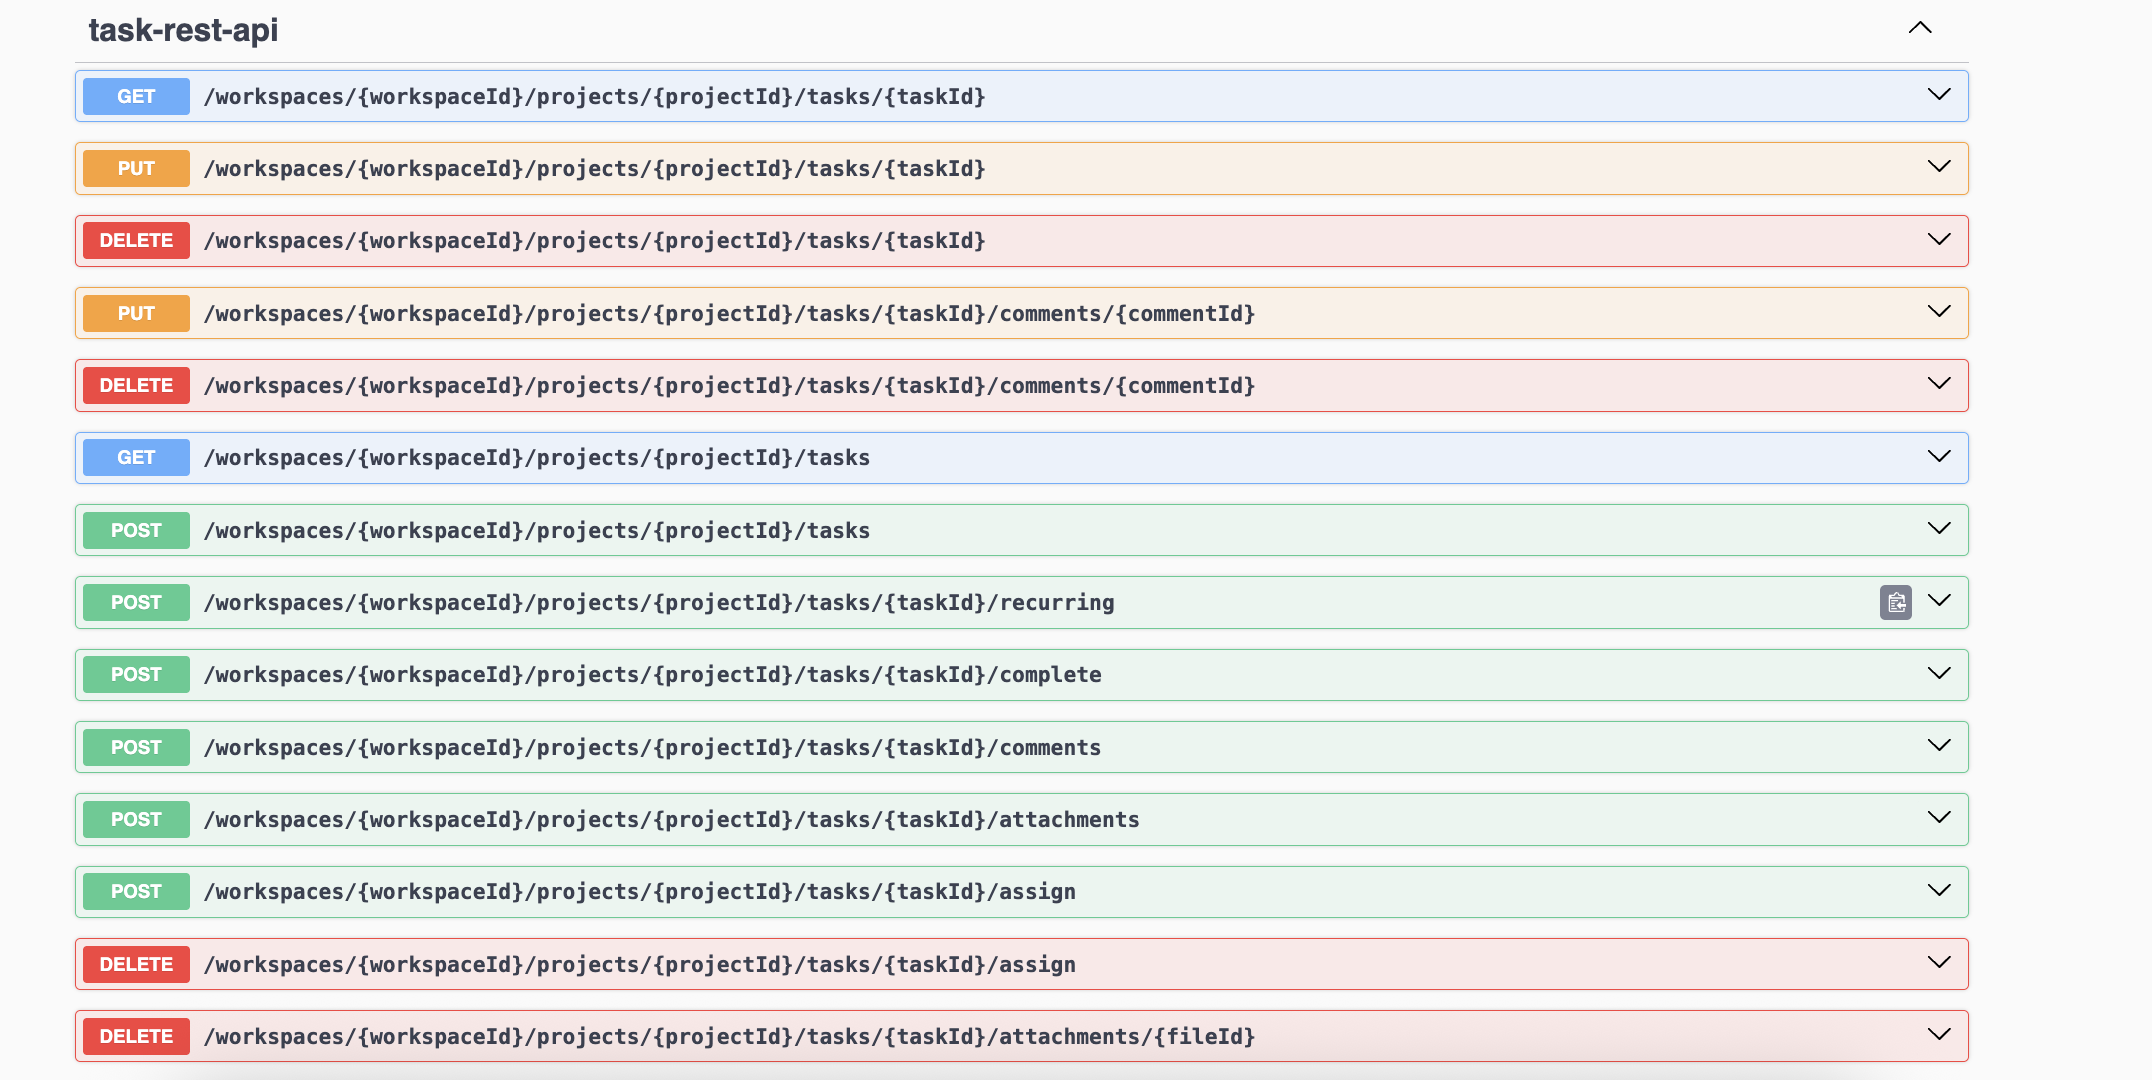 task-rest-api
GET /workspaces/{workspaceId}/projects/{projectId}/tasks/{taskId}
PUT /workspaces/{workspaceId}/projects/{projectId}/tasks/{taskId}
DELETE /workspaces/{workspaceId}/projects/{projectId}/tasks/{taskId}
PUT /workspaces/{workspaceId}/projects/{projectId}/tasks/{taskId}/comments/{commentId}
DELETE /workspaces/{workspaceId}/projects/{projectId}/tasks/{taskId}/comments/{commentId}
GET /workspaces/{workspaceId}/projects/{projectId}/tasks
POST /workspaces/{workspaceId}/projects/{projectId}/tasks
POST /workspaces/{workspaceId}/projects/{projectId}/tasks/{taskId}/recurring
POST /workspaces/{workspaceId}/projects/{projectId}/tasks/{taskId}/complete
POST /workspaces/{workspaceId}/projects/{projectId}/tasks/{taskId}/comments
POST /workspaces/{workspaceId}/projects/{projectId}/tasks/{taskId}/attachments
POST /workspaces/{workspaceId}/projects/{projectId}/tasks/{taskId}/assign
DELETE /workspaces/{workspaceId}/projects/{projectId}/tasks/{taskId}/assign
DELETE /workspaces/{workspaceId}/projects/{projectId}/tasks/{taskId}/attachments/{fileId}